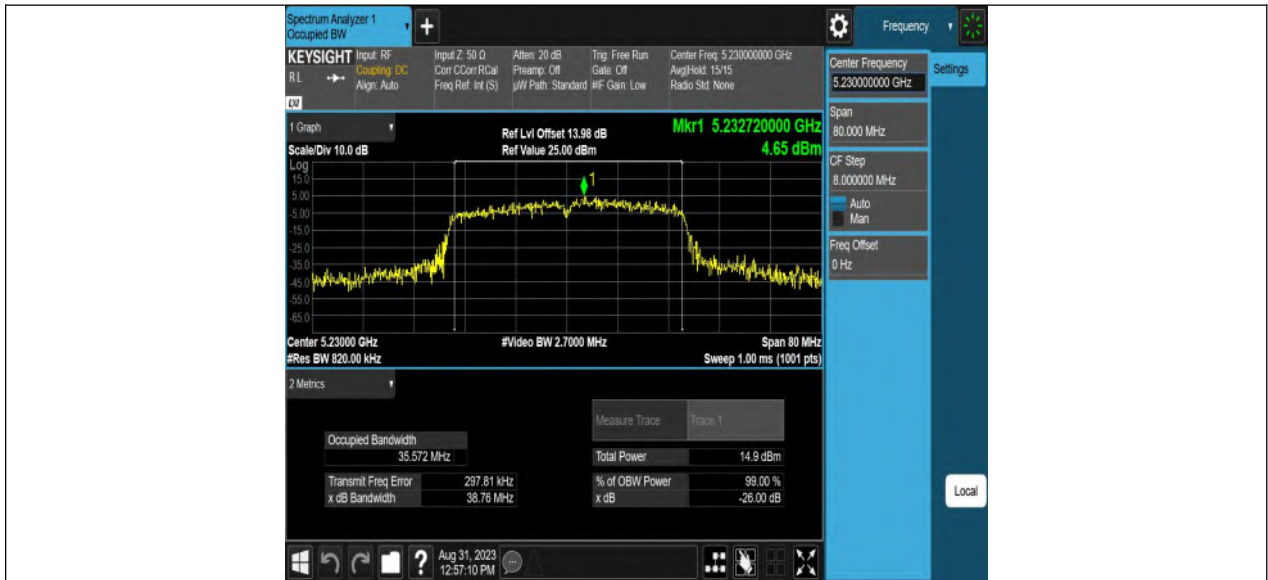 Spectrum Analyzer 1
Occupied BW
+
Frequency
KEYSIGHT
Input: RF
Input Z: 50 Ω
Atten: 20 dB
Trig: Free Run
Center Freq: 5.230000000 GHz
RL
Coupling: DC
Corr CCorr RCal
Preamp: Off
Gate: Off
Avg|Hold: 15/15
Align: Auto
Freq Ref: Int (S)
µW Path: Standard
#IF Gain: Low
Radio Std: None
LXI
1 Graph
Ref Lvl Offset 13.98 dB
Mkr1 5.232720000 GHz
Scale/Div 10.0 dB
Ref Value 25.00 dBm
4.65 dBm
Log
15.0
5.00
-5.00
-15.0
-25.0
-35.0
-45.0
-55.0
-65.0
1
Center 5.23000 GHz
#Video BW 2.7000 MHz
Span 80 MHz
#Res BW 820.00 kHz
Sweep 1.00 ms (1001 pts)
2 Metrics
Measure Trace
Trace 1
Occupied Bandwidth
35.572 MHz
Total Power
14.9 dBm
Transmit Freq Error
297.81 kHz
% of OBW Power
99.00 %
x dB Bandwidth
38.76 MHz
x dB
-26.00 dB
Center Frequency
5.230000000 GHz
Settings
Span
80.000 MHz
CF Step
8.000000 MHz
Auto
Man
Freq Offset
0 Hz
Local
?
Aug 31, 2023
12:57:10 PM